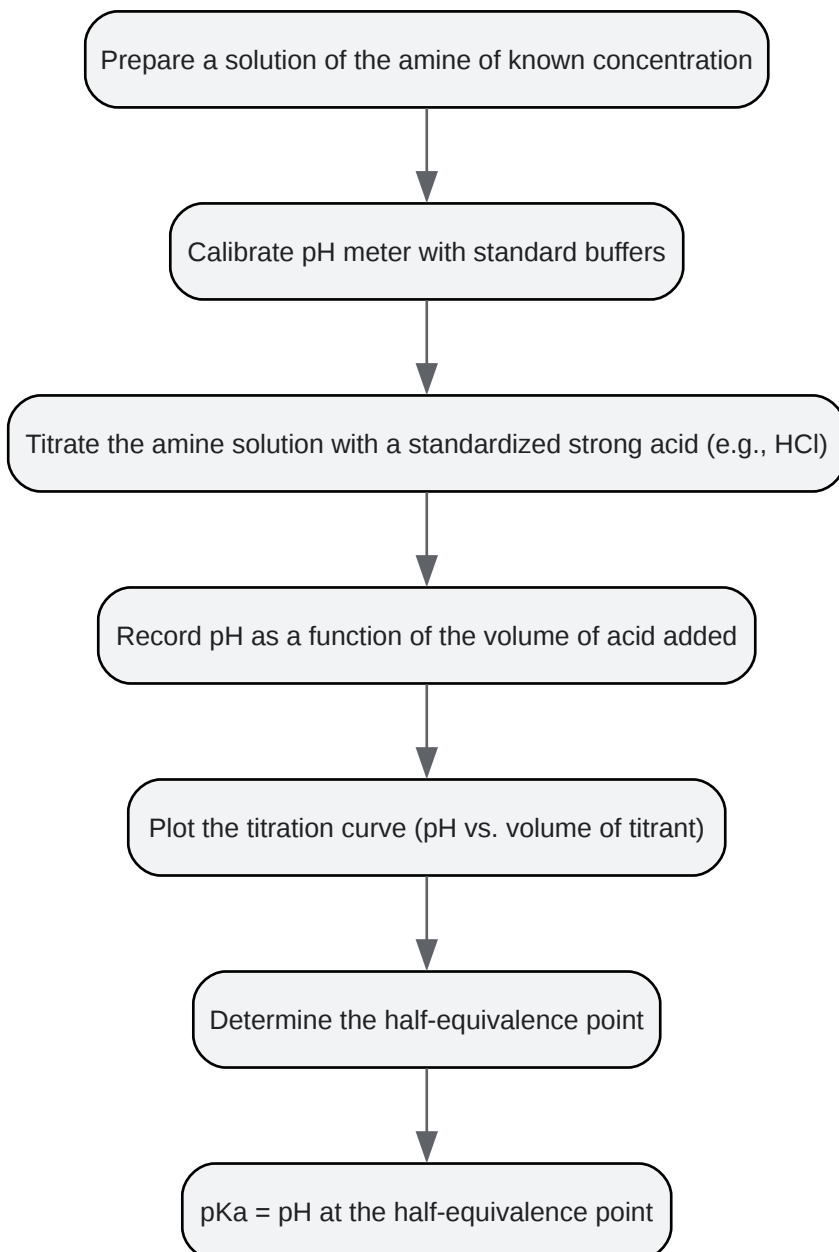 Prepare a solution of the amine of known concentration
Calibrate pH meter with standard buffers
Titrate the amine solution with a standardized strong acid (e.g., HCl)
Record pH as a function of the volume of acid added
Plot the titration curve (pH vs. volume of titrant)
Determine the half-equivalence point
pKa = pH at the half-equivalence point